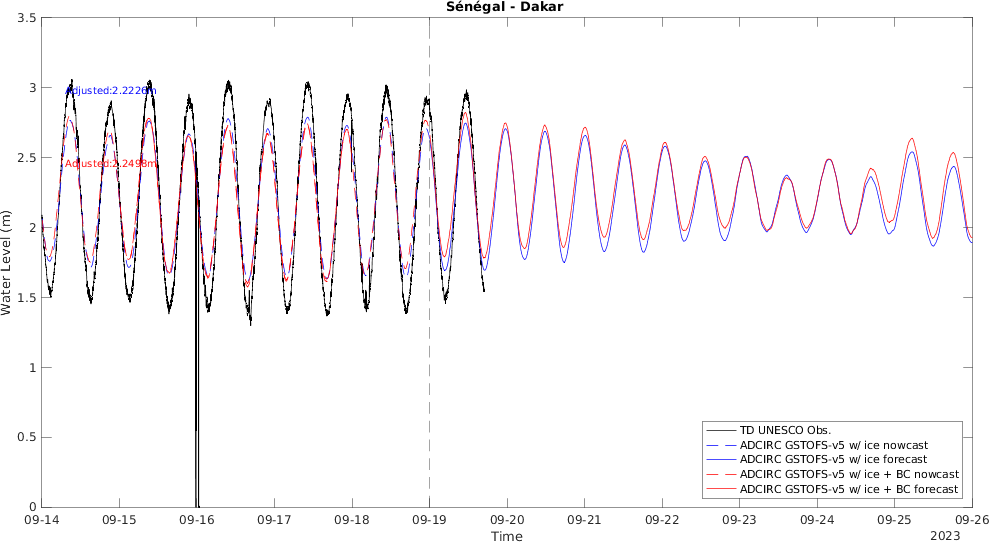 Sénégal - Dakar
3.5
3
2.5
2
1.5
1
0.5
0
Water Level (m)
Adjusted:2.2226m
Adjusted:2.2498m
TD UNESCO Obs.
ADCIRC GSTOFS-v5 w/ ice nowcast
ADCIRC GSTOFS-v5 w/ ice forecast
ADCIRC GSTOFS-v5 w/ ice + BC nowcast
ADCIRC GSTOFS-v5 w/ ice + BC forecast
09-14 09-15 09-16 09-17 09-18 09-19 09-20 09-21 09-22 09-23 09-24 09-25 09-26
Time
2023